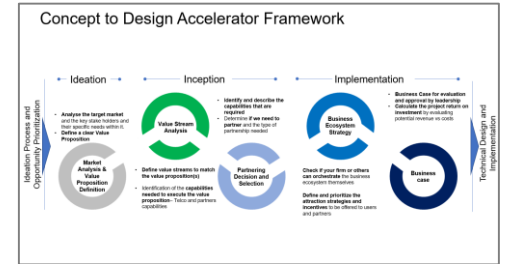 Concept to Design Accelerator Framework
Ideation
Inception
Implementation
Ideation Process and
Opportunity Prioritization
• Analyse the target market
and the key stake holders and
their specific needs within it.
• Define a clear Value
Proposition
Market
Analysis &
Value
Proposition
Definition
Value Stream
Analysis
• Identify and describe the
capabilities that are
required
• Determine if we need to
partner and the type of
partnership needed
• Define value streams to match
the value proposition(s)
• Identification of the capabilities
needed to execute the value
proposition– Telco and partners
capabilities
Partnering
Decision and
Selection
Business
Ecosystem
Strategy
• Business Case for evaluation
and approval by leadership
• Calculate the project return on
investment by evaluating
potential revenue vs costs
Check if your firm or others
can orchestrate the business
ecosystem themselves
Define and prioritize the
attraction strategies and
incentives to be offered to users
and partners
Business
case
Technical Design and
Implementation